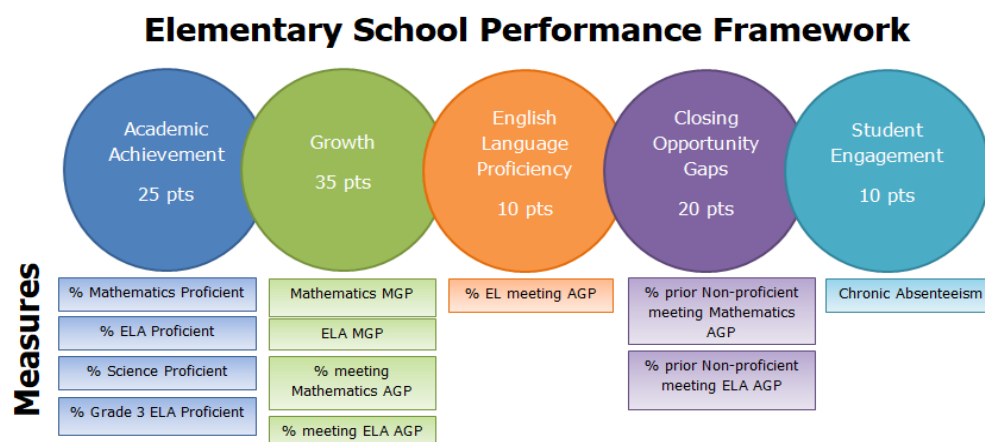 Elementary School Performance Framework
Academic
Achievement
25 pts
Growth
35 pts
English
Language
Proficiency
10 pts
Closing
Opportunity
Gaps
20 pts
Student
Engagement
10 pts
Measures
% Mathematics Proficient
% ELA Proficient
% Science Proficient
% Grade 3 ELA Proficient
Mathematics MGP
ELA MGP
% meeting
Mathematics AGP
% meeting ELA AGP
% EL meeting AGP
% prior Non-proficient
meeting Mathematics
AGP
% prior Non-proficient
meeting ELA AGP
Chronic Absenteeism